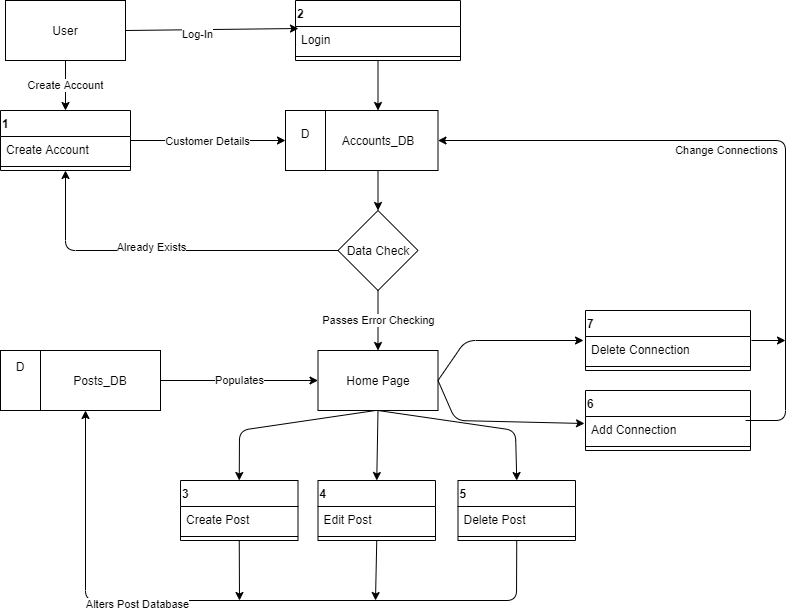 User
Log-In
2
Login
Create Account
1
Create Account
Customer Details
D
Accounts_DB
Change Connections
Already Exists
Data Check
Passes Error Checking
7
Delete Connection
D
Posts_DB
Populates
Home Page
6
Add Connection
3
Create Post
4
Edit Post
5
Delete Post
Alters Post Database